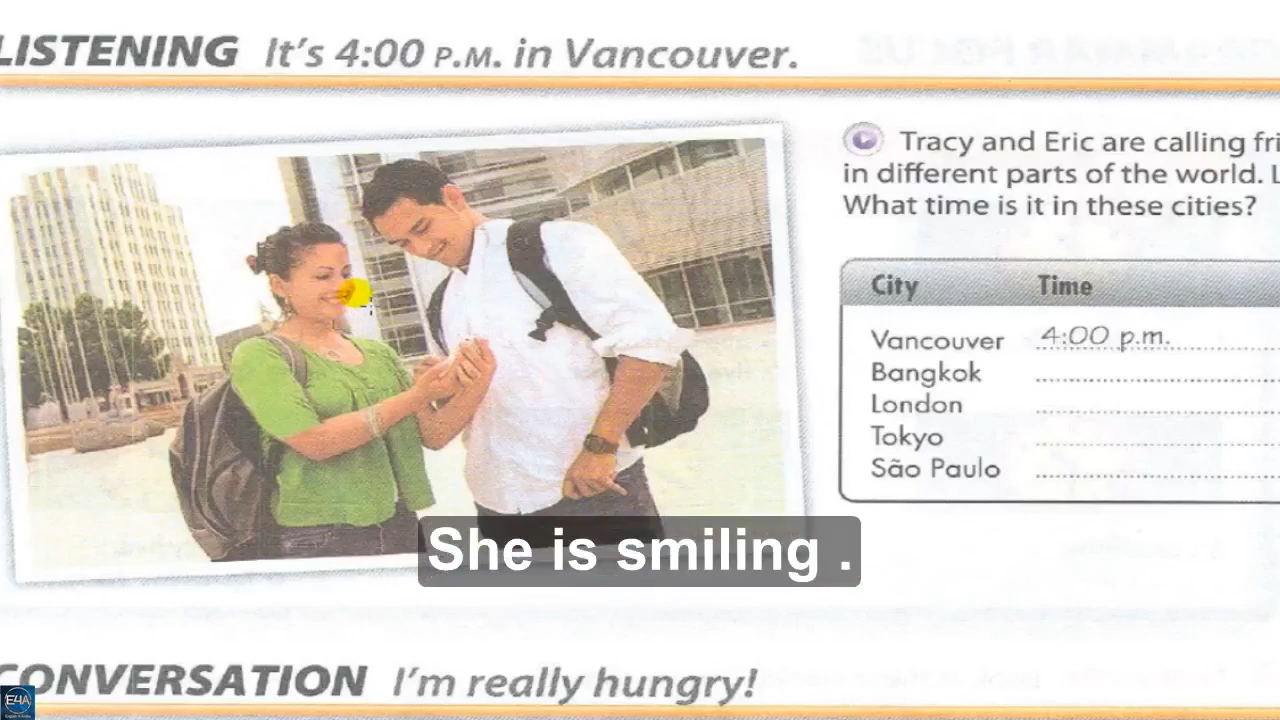 LISTENING It's 4:00 P.M. in Vancouver.
Tracy and Eric are calling
in different parts of the world.
What time is it in these cities?
City Time
Vancouver 4:00 p.m.
Bangkok
London
Tokyo
São Paulo
She is smiling .
CONVERSATION I'm really hungry!
E4A